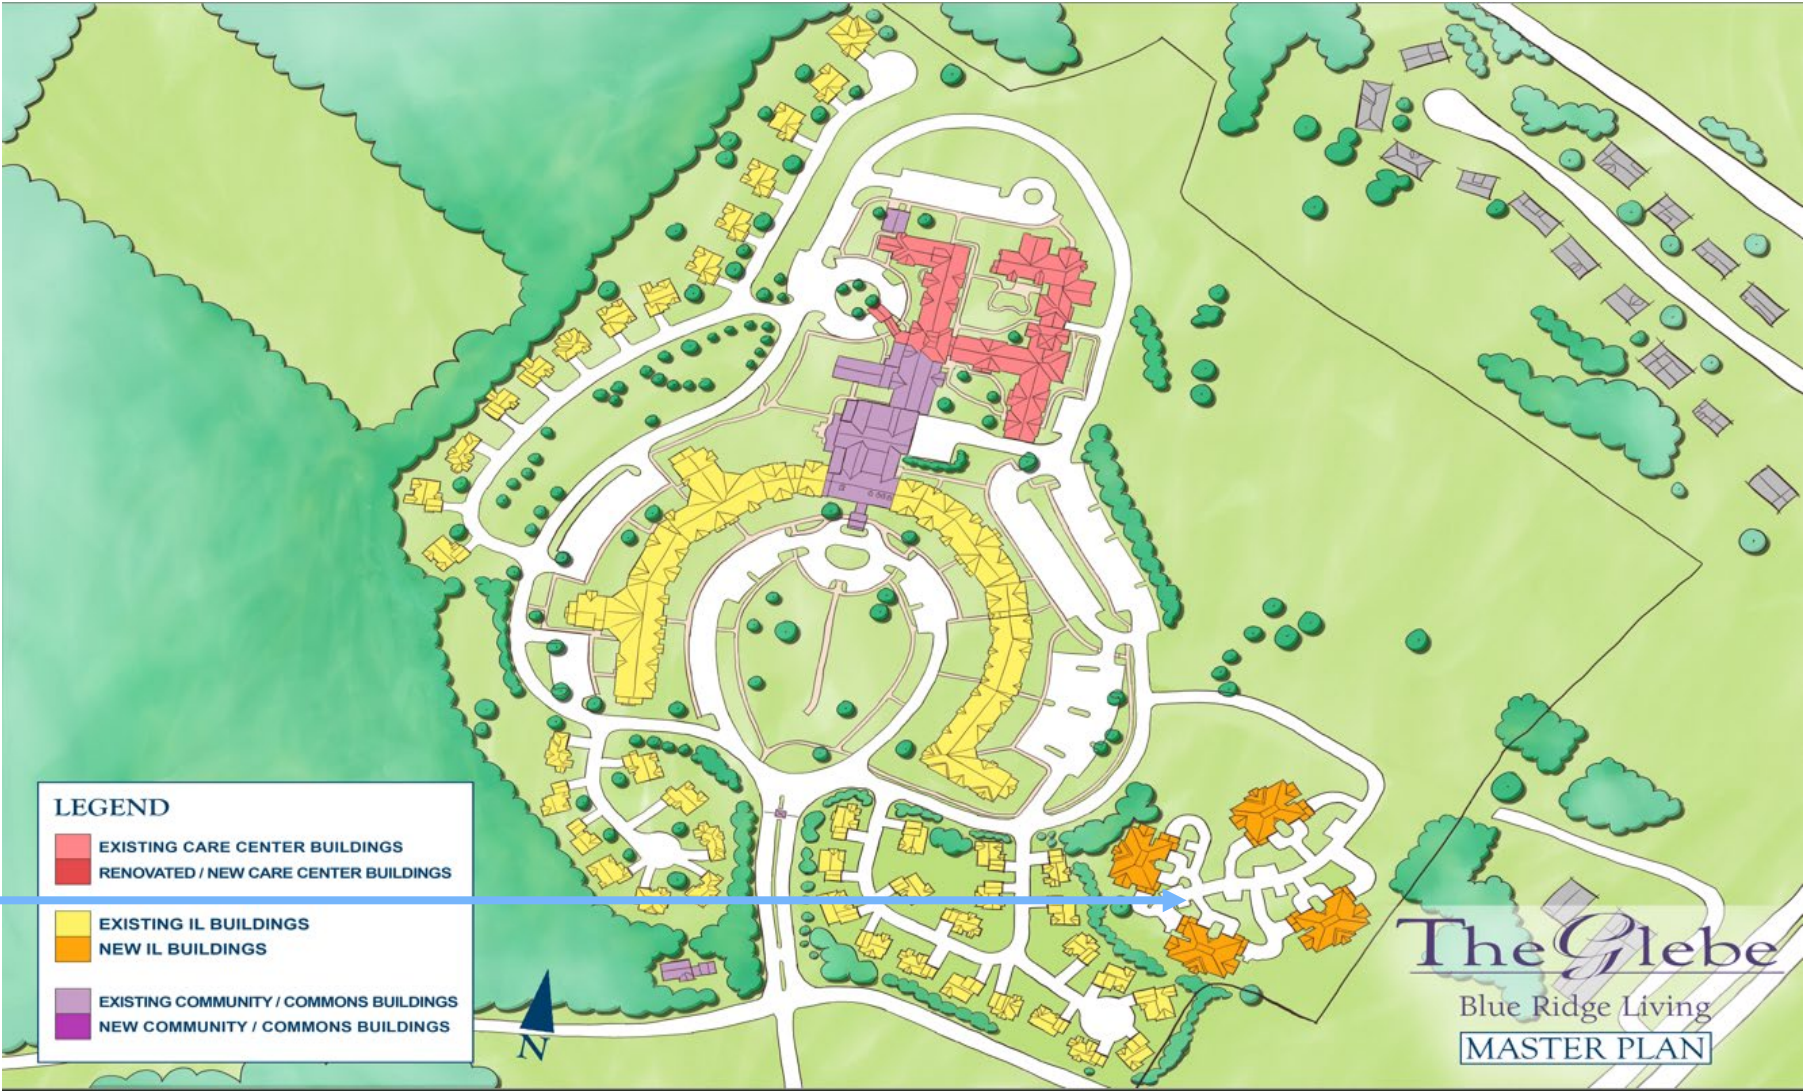 LEGEND
EXISTING CARE CENTER BUILDINGS
RENOVATED / NEW CARE CENTER BUILDINGS
EXISTING IL BUILDINGS
NEW IL BUILDINGS
EXISTING COMMUNITY / COMMONS BUILDINGS
NEW COMMUNITY / COMMONS BUILDINGS
N
The Glebe
Blue Ridge Living
MASTER PLAN